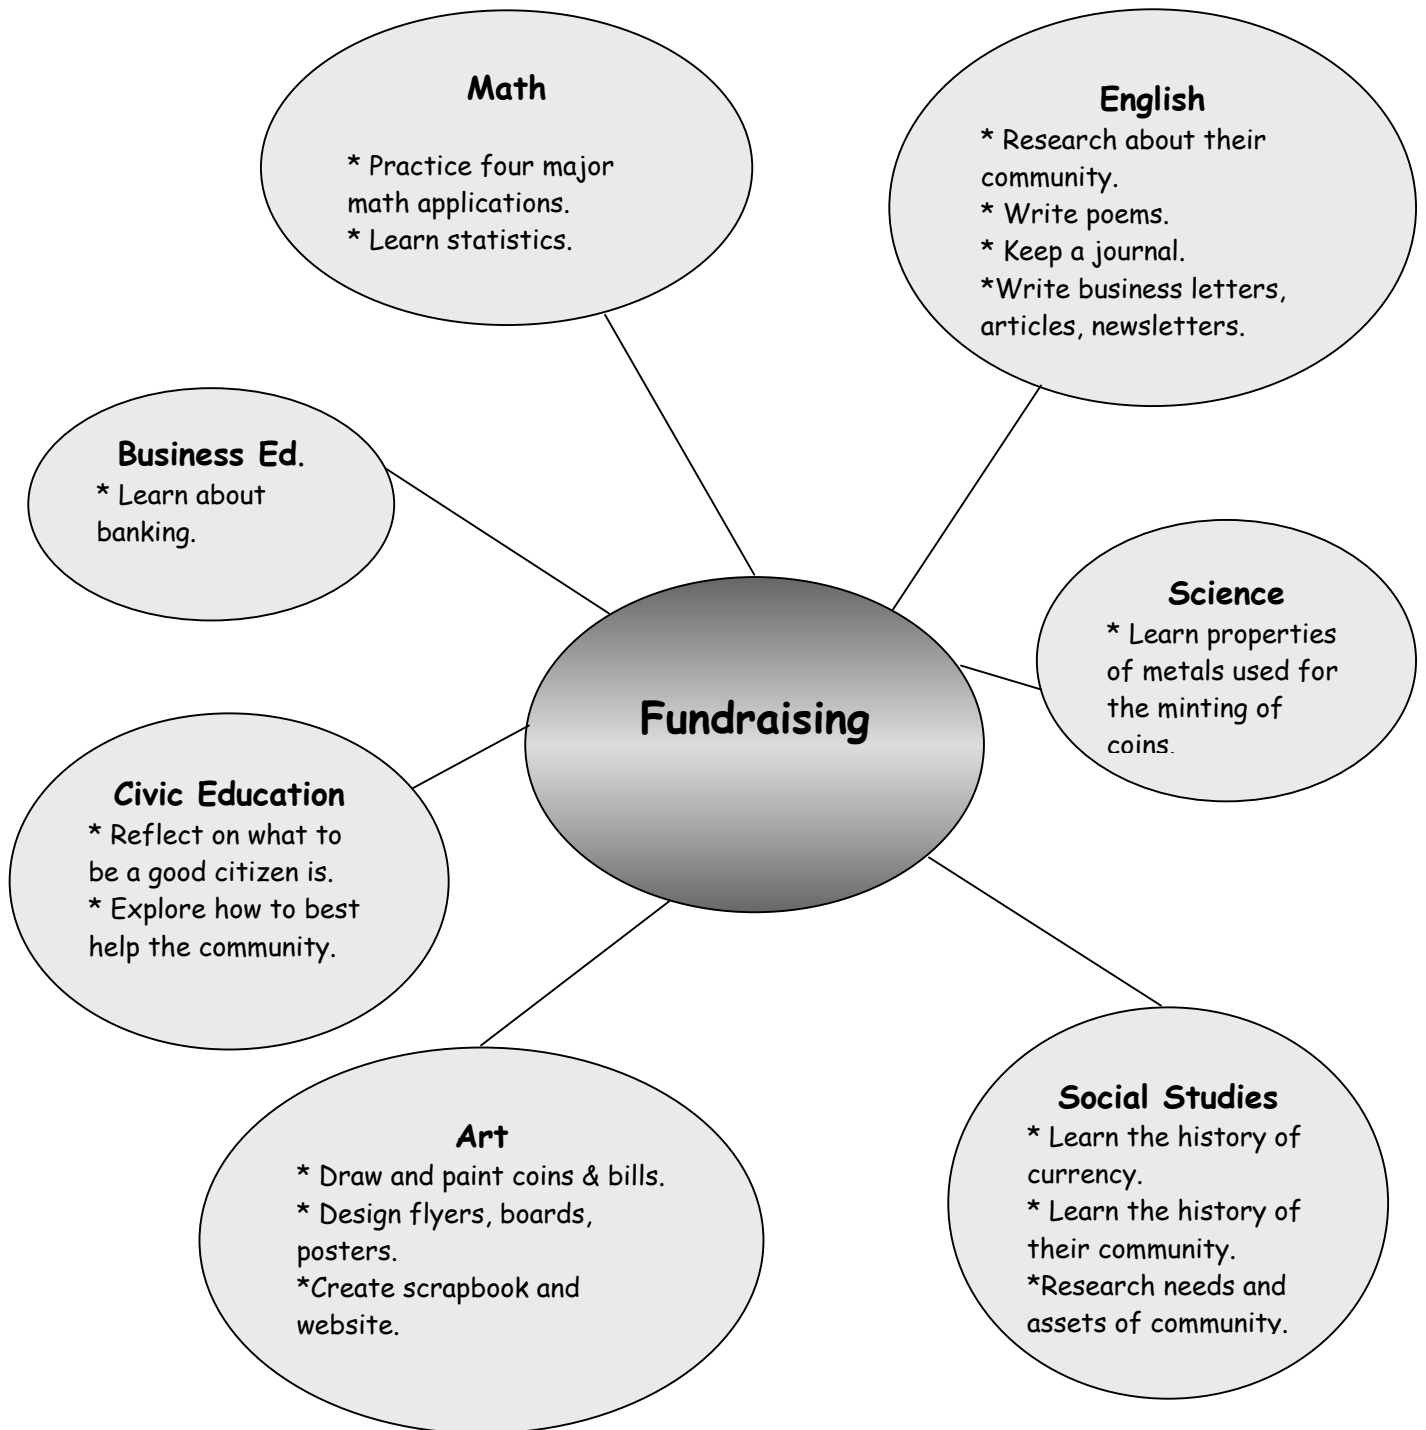 Math
* Practice four major
math applications.
* Learn statistics.
English
* Research about their
community.
* Write poems.
* Keep a journal.
*Write business letters,
articles, newsletters.
Business Ed.
* Learn about
banking.
Science
* Learn properties
of metals used for
the minting of
coins.
Fundraising
Civic Education
* Reflect on what to
be a good citizen is.
* Explore how to best
help the community.
Art
* Draw and paint coins & bills.
* Design flyers, boards,
posters.
*Create scrapbook and
website.
Social Studies
* Learn the history of
currency.
* Learn the history of
their community.
*Research needs and
assets of community.